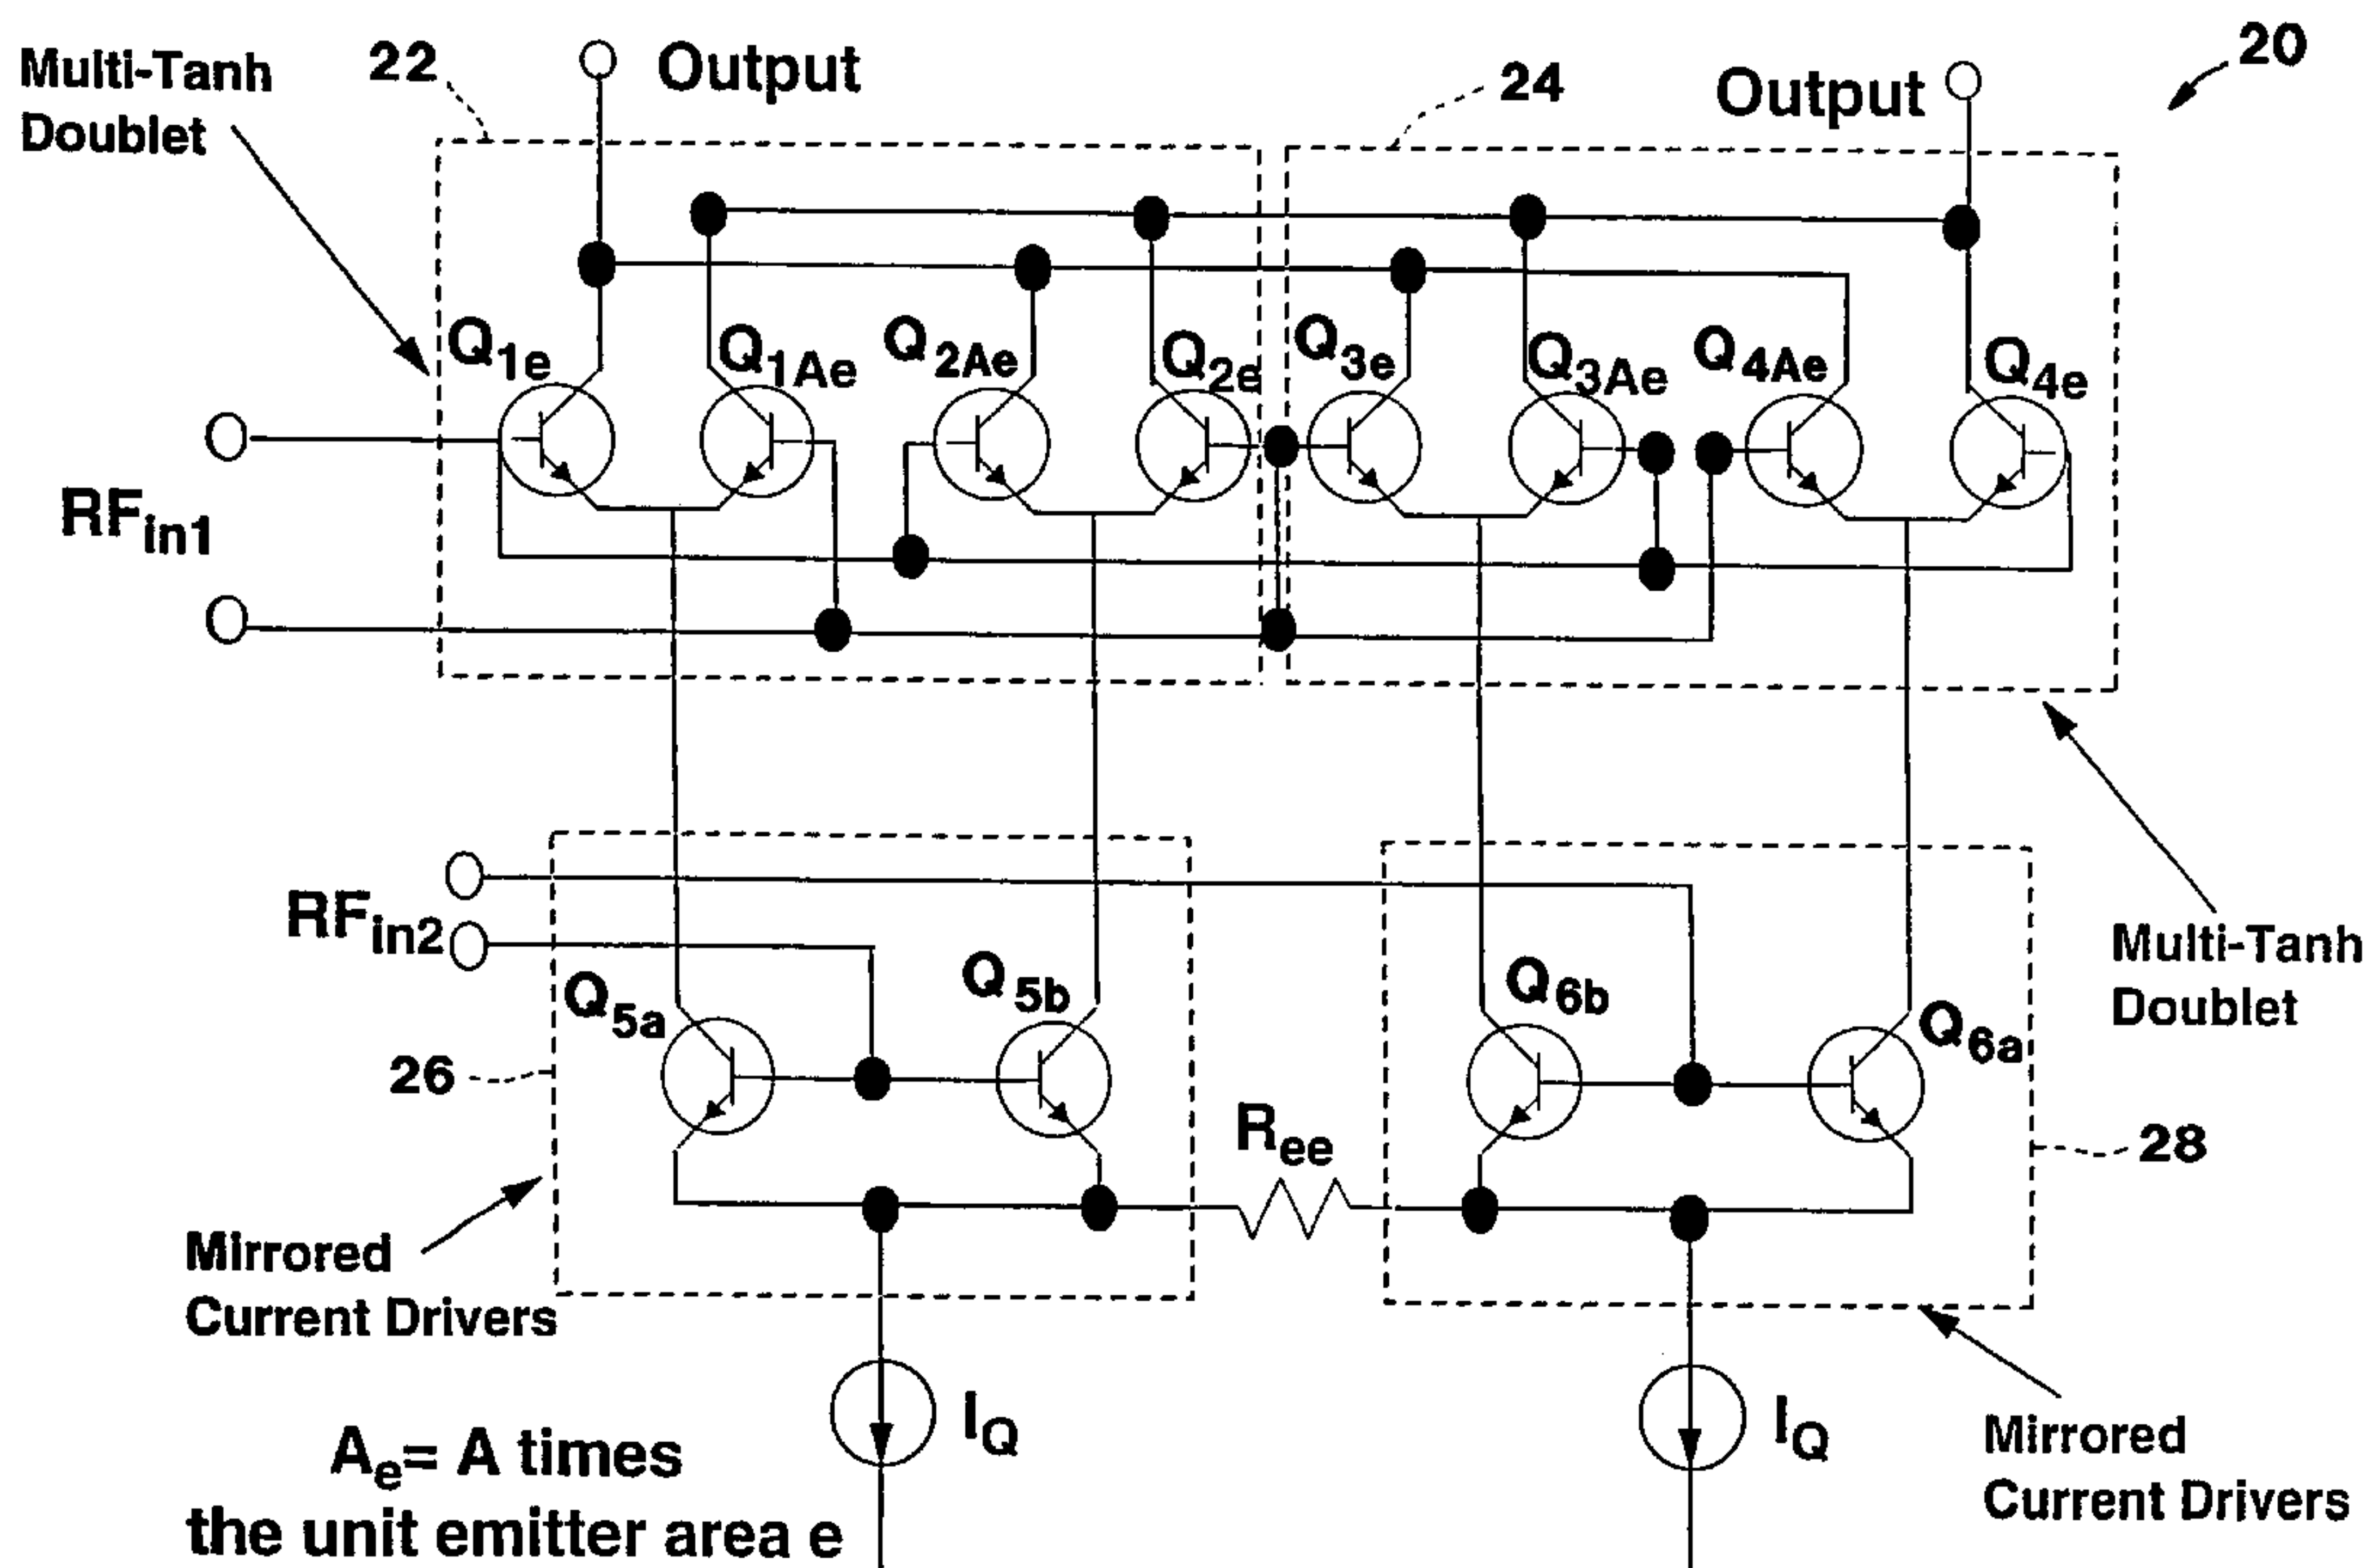 Multi-Tanh
Doublet
22
Output
24
Output
20
Q1e
Q1Ae
Q2Ae
Q2e
Q3e
Q3Ae
Q4Ae
Q4e
RFin1
RFin2
Q5a
Q5b
Q6b
Q6a
Multi-Tanh
Doublet
26
Ree
28
Mirrored
Current Drivers
IQ
IQ
Mirrored
Current Drivers
Ae= A times
the unit emitter area e